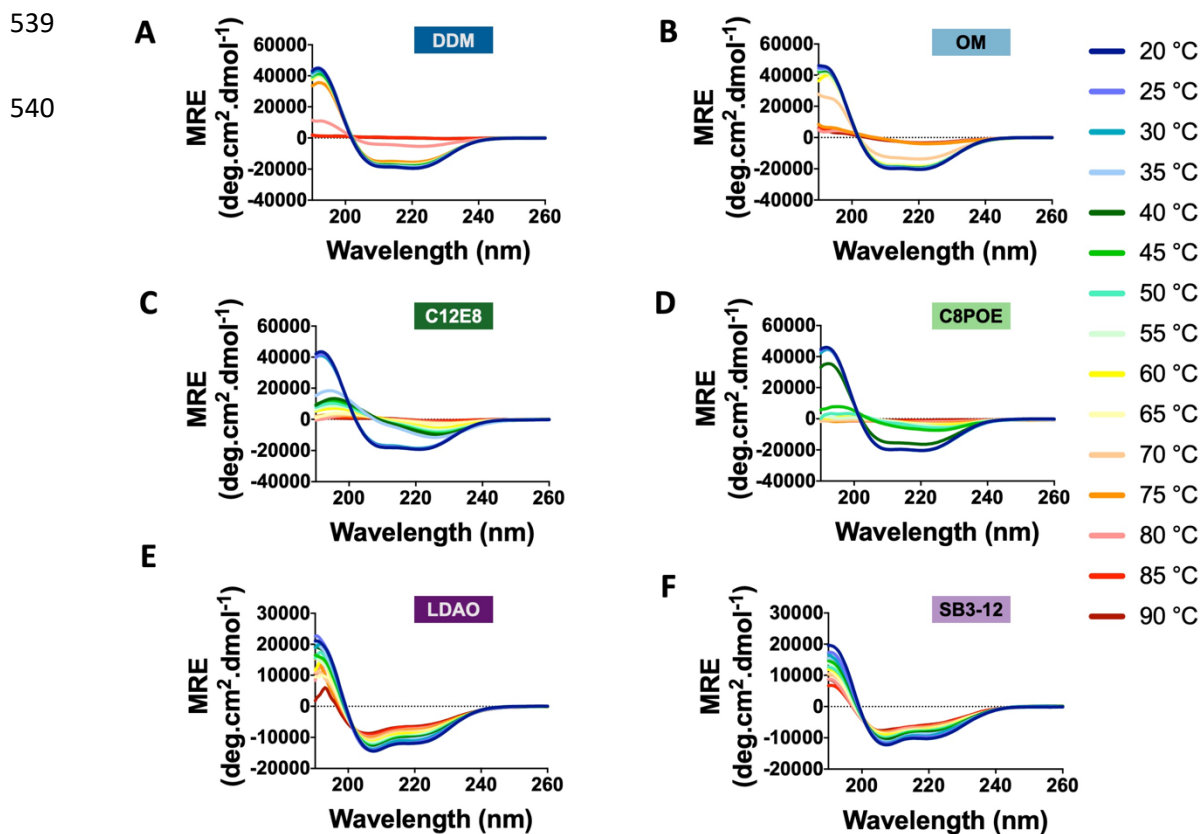 539
540
A
DDM
MRE
(deg.cm².dmol⁻¹)
60000
40000
20000
0
-20000
-40000
200 220 240 260
Wavelength (nm)
B
OM
MRE
(deg.cm².dmol⁻¹)
60000
40000
20000
0
-20000
-40000
200 220 240 260
Wavelength (nm)
C
C12E8
MRE
(deg.cm².dmol⁻¹)
60000
40000
20000
0
-20000
-40000
200 220 240 260
Wavelength (nm)
D
C8POE
MRE
(deg.cm².dmol⁻¹)
60000
40000
20000
0
-20000
-40000
200 220 240 260
Wavelength (nm)
E
LDAO
MRE
(deg.cm².dmol⁻¹)
30000
20000
10000
0
-10000
-20000
200 220 240 260
Wavelength (nm)
F
SB3-12
MRE
(deg.cm².dmol⁻¹)
30000
20000
10000
0
-10000
-20000
200 220 240 260
Wavelength (nm)
20 °C
25 °C
30 °C
35 °C
40 °C
45 °C
50 °C
55 °C
60 °C
65 °C
70 °C
75 °C
80 °C
85 °C
90 °C